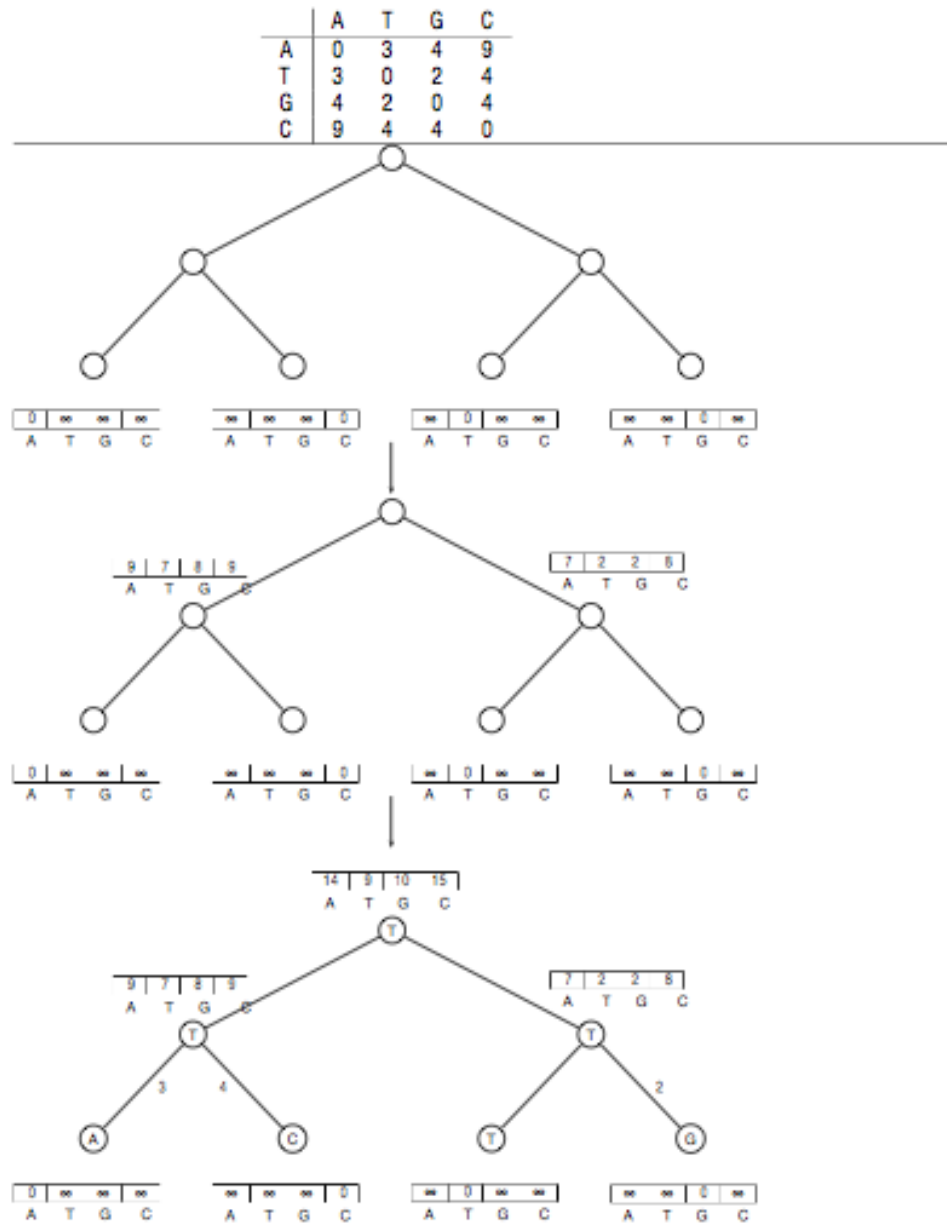 A T G C
A 0 3 4 9
T 3 0 2 4
G 4 2 0 4
C 9 4 4 0
0 ∞ ∞ ∞ ∞ ∞ ∞ 0 ∞ 0 ∞ ∞ ∞ ∞ 0 ∞
A T G C A T G C A T G C A T G C
9 7 8 9 7 2 2 8
A T G C A T G C
0 ∞ ∞ ∞ ∞ ∞ ∞ 0 ∞ 0 ∞ ∞ ∞ ∞ 0 ∞
A T G C A T G C A T G C A T G C
14 9 10 15
A T G C
T
9 7 8 9 7 2 2 8
A T G C A T G C
T T
3 4 2
A C T G
0 ∞ ∞ ∞ ∞ ∞ ∞ 0 ∞ 0 ∞ ∞ ∞ ∞ 0 ∞
A T G C A T G C A T G C A T G C